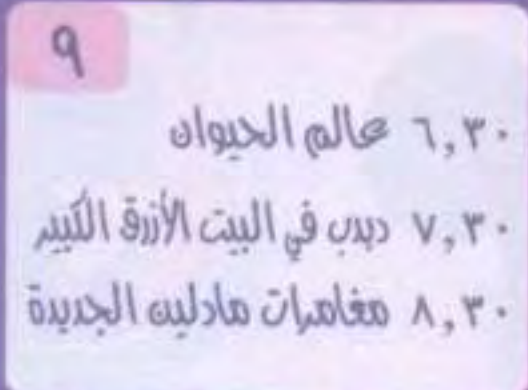 ٩
٦,٣٠ عالم الحيوان
٧,٣٠ دبدب في البيت الأزرق الكبير
٨,٣٠ مغامرات مادلين الجديدة